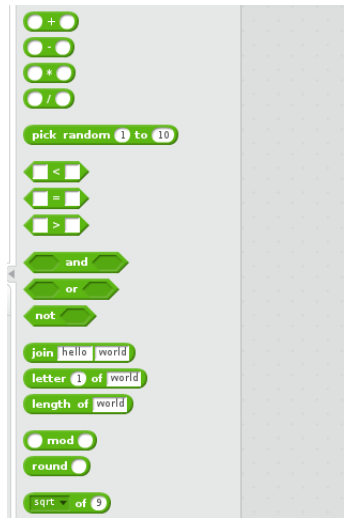 +
-
*
/
pick random 1 to 10
<
=
>
and
or
not
join hello world
letter 1 of world
length of world
mod
round
sqrt of 9